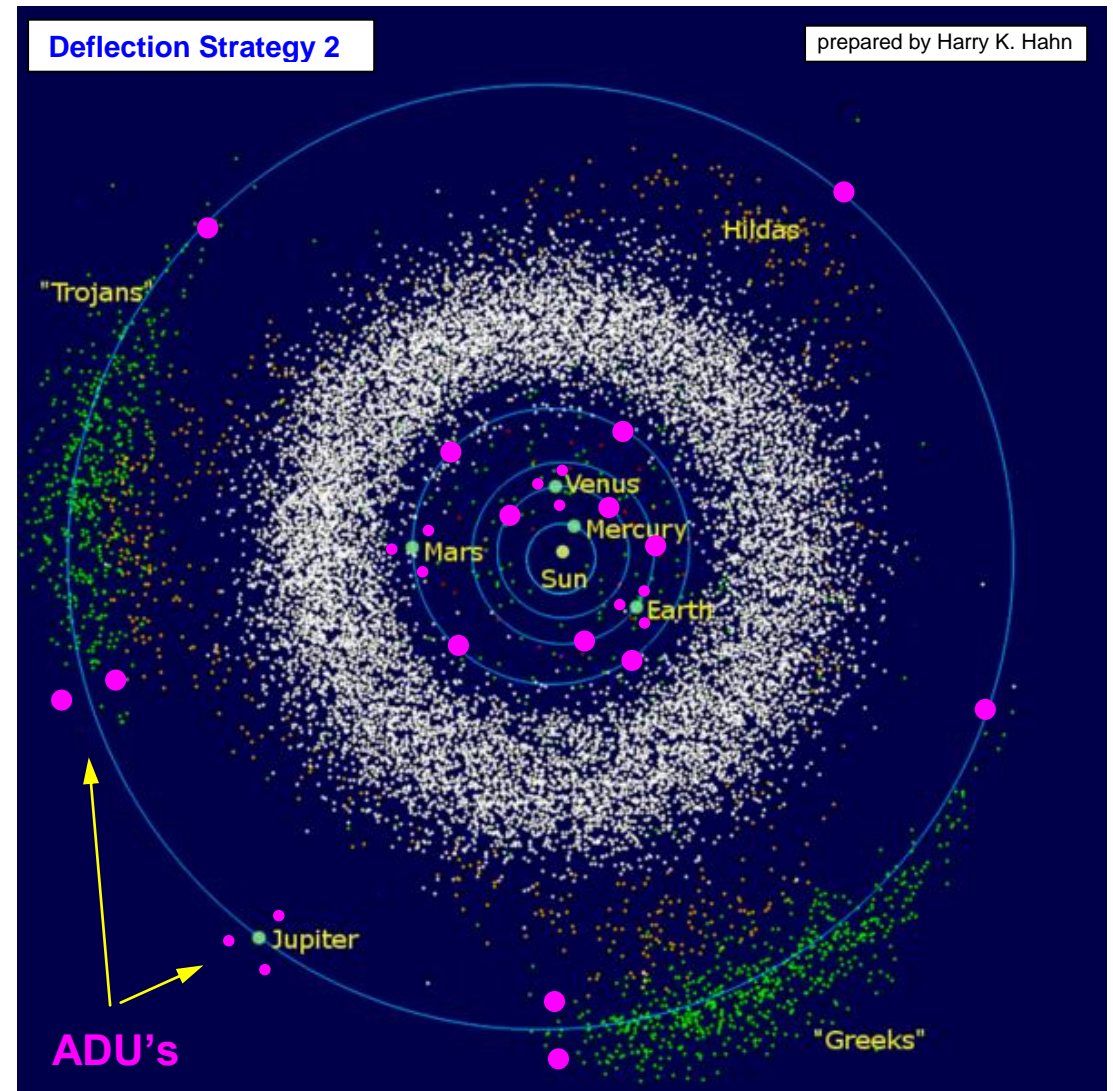 Deflection Strategy 2
prepared by Harry K. Hahn
Hildas
"Trojans"
Venus
Mercury
Mars
Sun
Earth
Jupiter
"Greeks"
ADU's